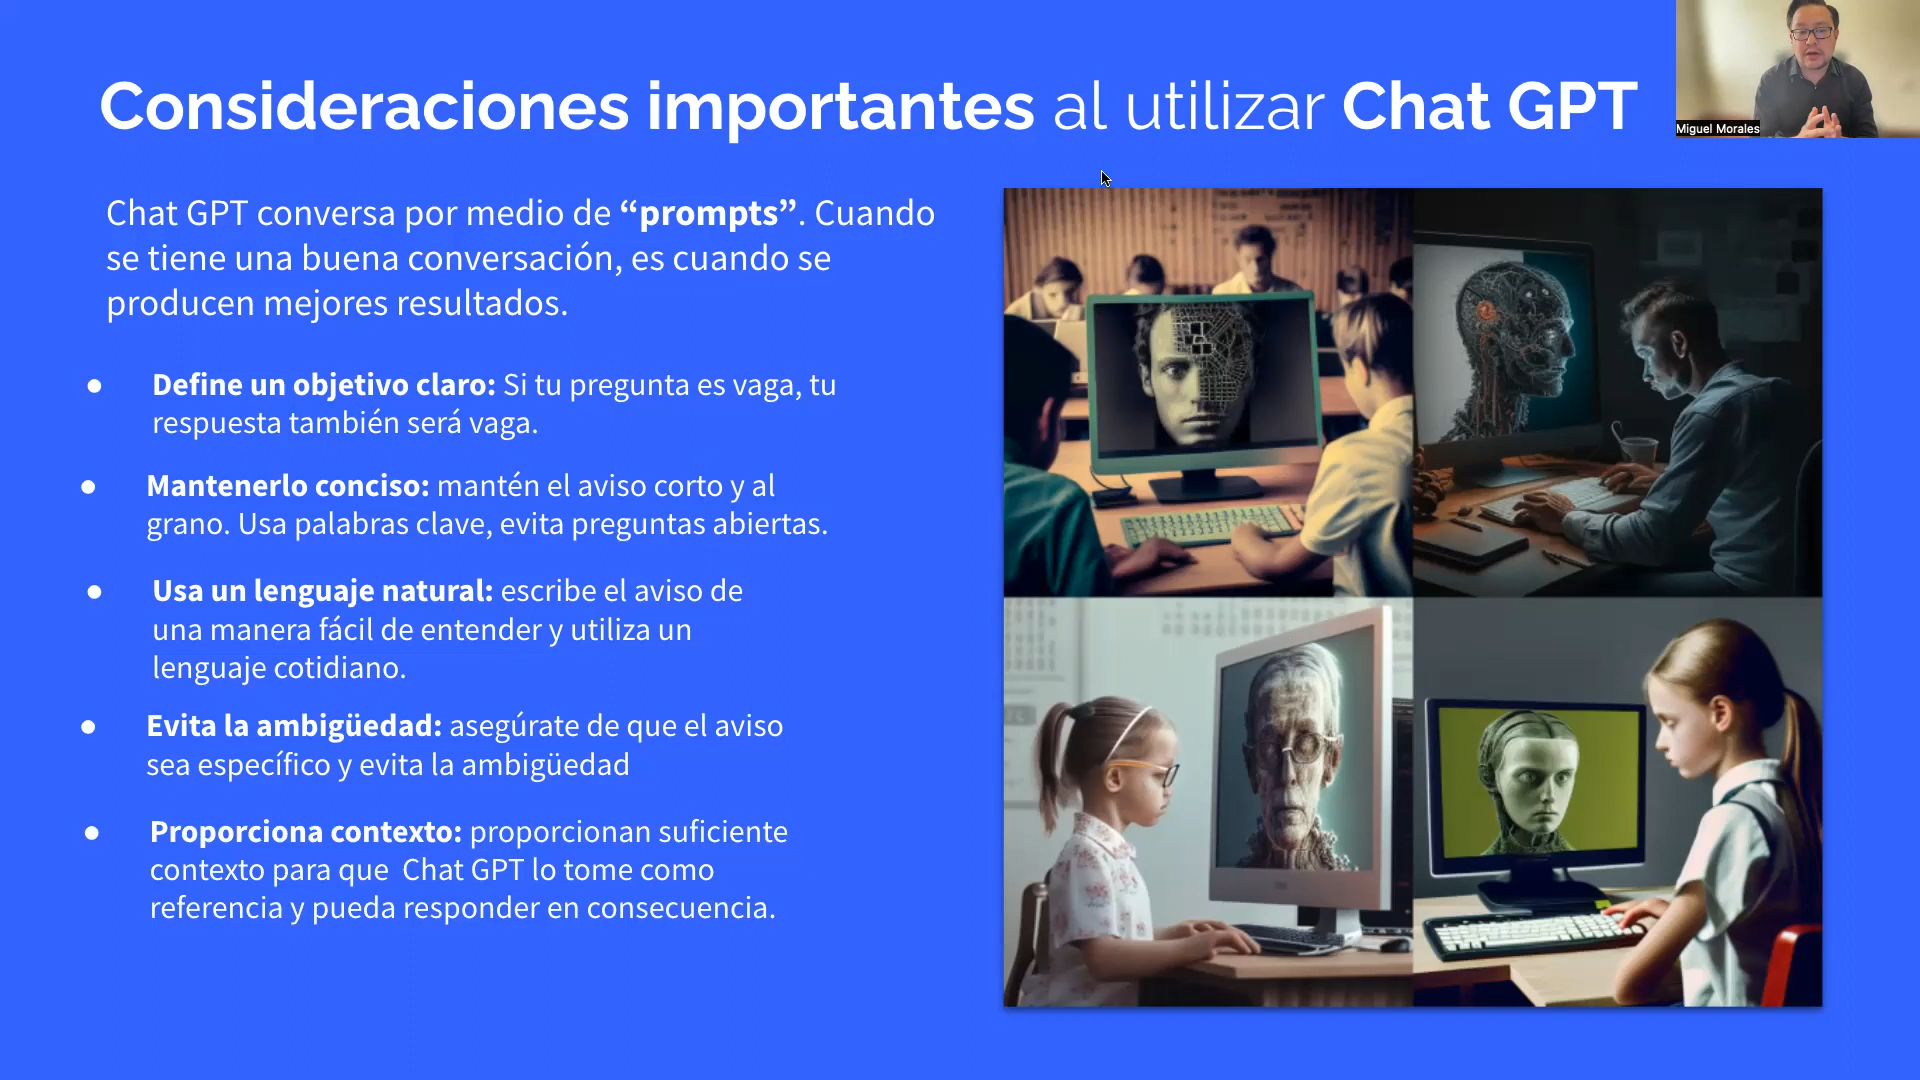 Consideraciones importantes al utilizar Chat GPT
Miguel Morales
Chat GPT conversa por medio de “prompts”. Cuando
se tiene una buena conversación, es cuando se
producen mejores resultados.
● Define un objetivo claro: Si tu pregunta es vaga, tu
respuesta también será vaga.
● Mantenerlo conciso: mantén el aviso corto y al
grano. Usa palabras clave, evita preguntas abiertas.
● Usa un lenguaje natural: escribe el aviso de
una manera fácil de entender y utiliza un
lenguaje cotidiano.
● Evita la ambigüedad: asegúrate de que el aviso
sea específico y evita la ambigüedad
● Proporciona contexto: proporcionan suficiente
contexto para que  Chat GPT lo tome como
referencia y pueda responder en consecuencia.